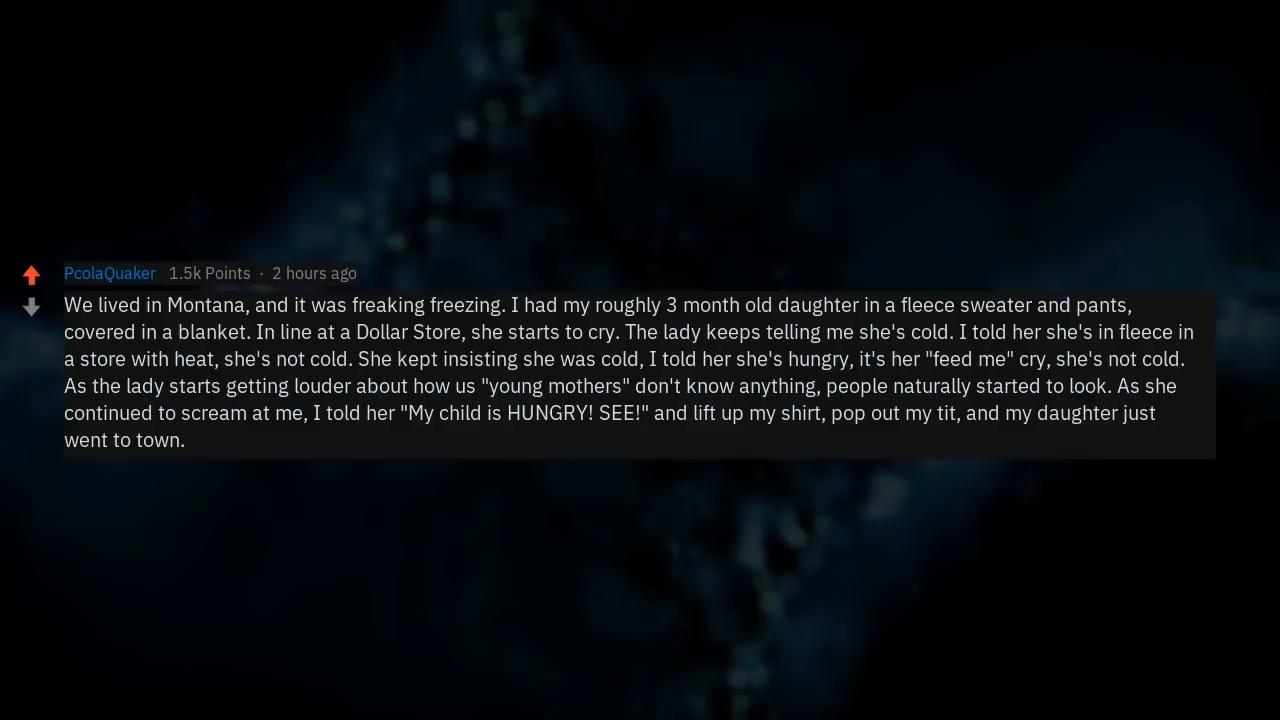 PcolaQuaker 1.5k Points · 2 hours ago
We lived in Montana, and it was freaking freezing. I had my roughly 3 month old daughter in a fleece sweater and pants,
covered in a blanket. In line at a Dollar Store, she starts to cry. The lady keeps telling me she's cold. I told her she's in fleece in
a store with heat, she's not cold. She kept insisting she was cold, I told her she's hungry, it's her "feed me" cry, she's not cold.
As the lady starts getting louder about how us "young mothers" don't know anything, people naturally started to look. As she
continued to scream at me, I told her "My child is HUNGRY! SEE!" and lift up my shirt, pop out my tit, and my daughter just
went to town.